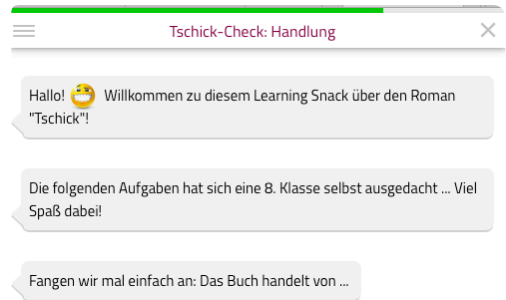 Tschick-Check: Handlung
Hallo! Willkommen zu diesem Learning Snack über den Roman
"Tschick"!
Die folgenden Aufgaben hat sich eine 8. Klasse selbst ausgedacht ... Viel
Spaß dabei!
Fangen wir mal einfach an: Das Buch handelt von ...